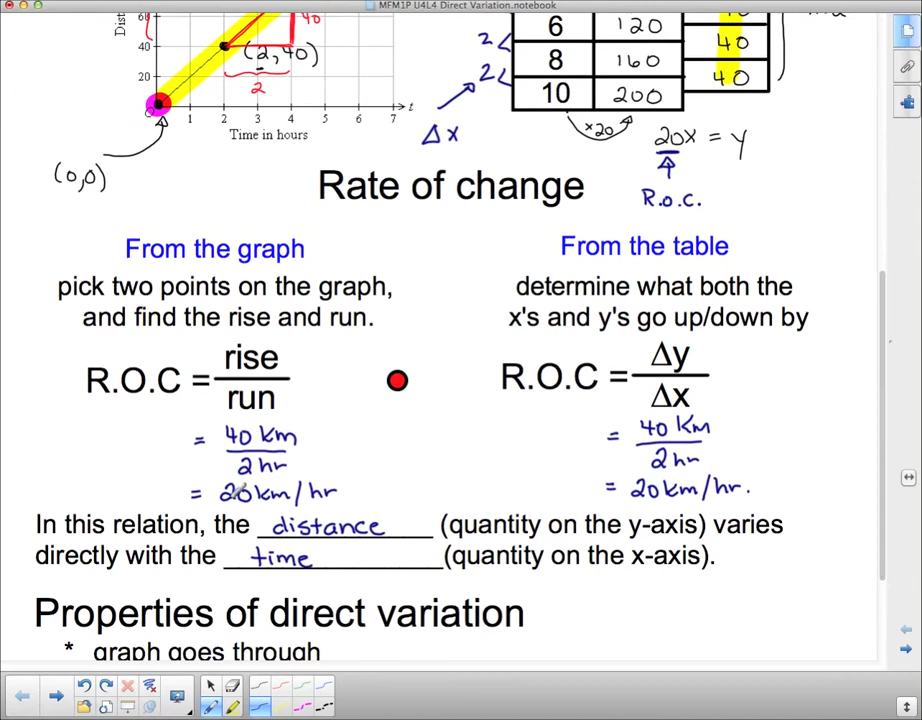 MFM1P U4L4 Direct Variation.notebook
60
40
6 120
40
40
(2,40)
2
8 160
20
2
2
40
10 200
0 1 2 3 4 5 6 7 t
Time in hours
Δx
×20
20x = y
(0,0)
R.O.C.
Rate of change
From the graph
From the table
pick two points on the graph,
and find the rise and run.
determine what both the
x's and y's go up/down by
R.O.C = rise
run
R.O.C = Δy
Δx
= 40 km
2 hr
= 40 km
2 hr
= 20 km/hr
= 20 km/hr.
In this relation, the distance (quantity on the y-axis) varies
directly with the time (quantity on the x-axis).
Properties of direct variation
* graph goes through